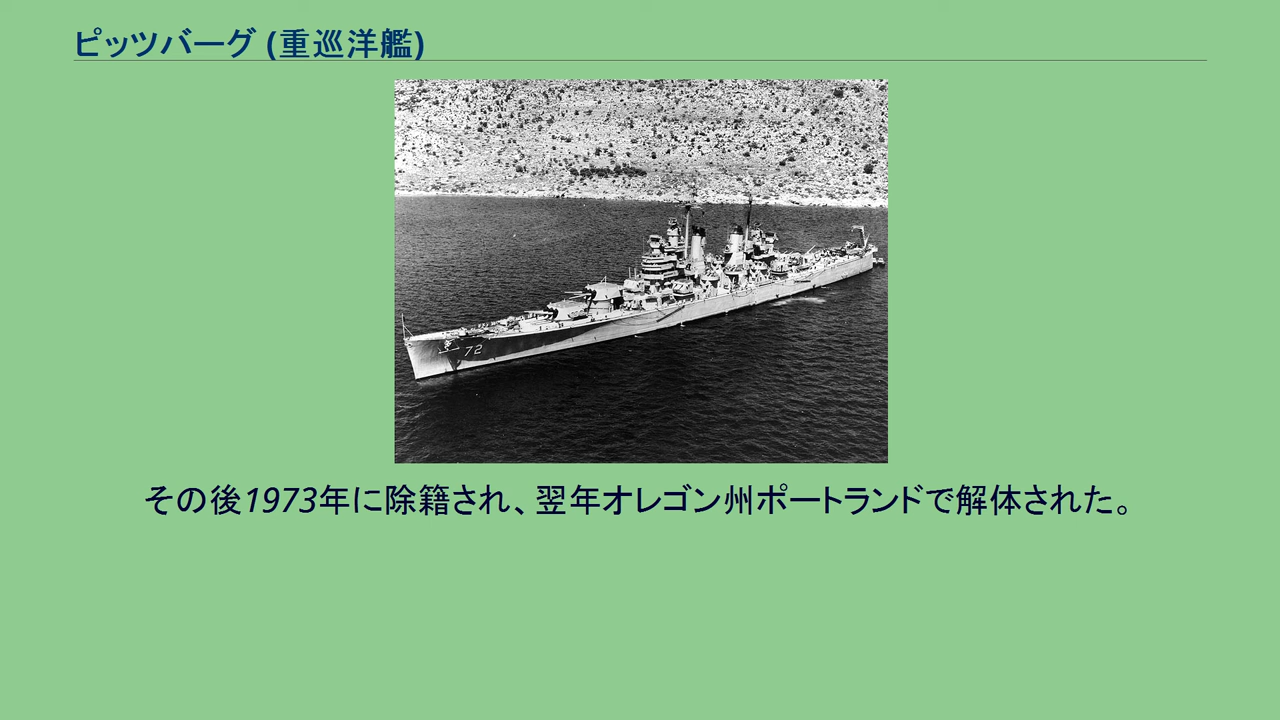 ピッツバーグ (重巡洋艦)
72
その後1973年に除籍され、翌年オレゴン州ポートランドで解体された。